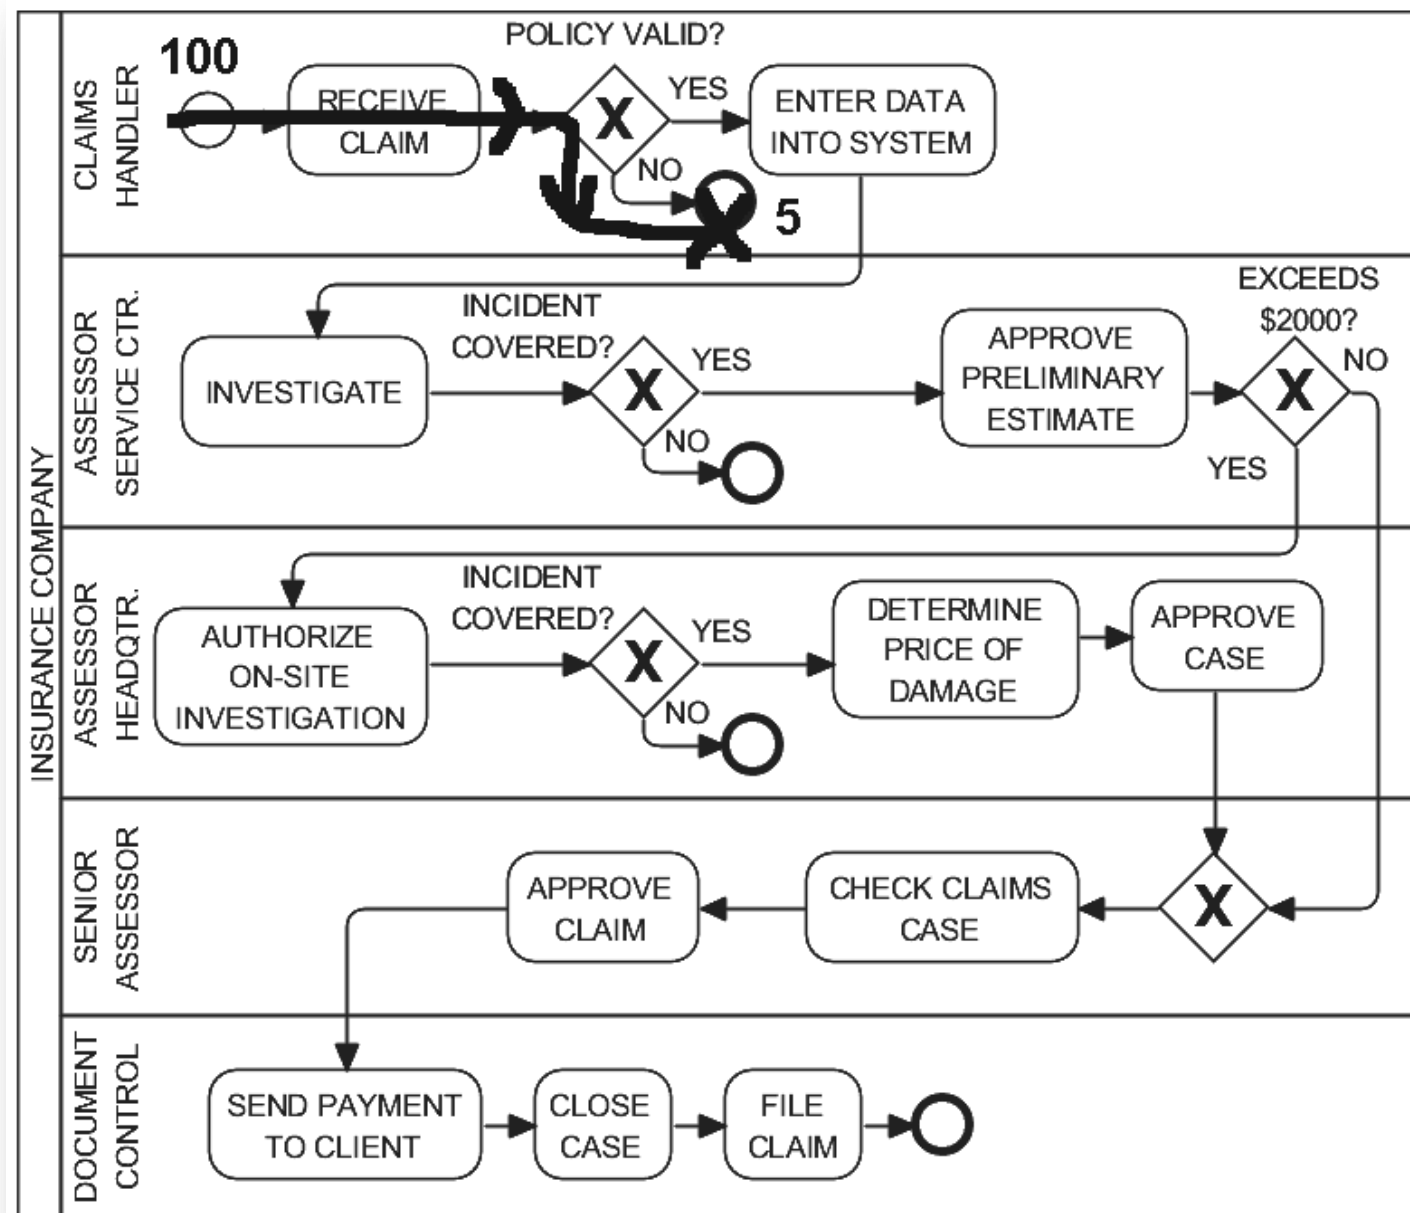 INSURANCE COMPANY
CLAIMS
HANDLER
100
RECEIVE
CLAIM
POLICY VALID?
X
YES
NO
5
ENTER DATA
INTO SYSTEM
ASSESSOR
SERVICE CTR.
INVESTIGATE
INCIDENT
COVERED?
X
YES
NO
APPROVE
PRELIMINARY
ESTIMATE
EXCEEDS
$2000?
X
NO
YES
ASSESSOR
HEADQTR.
AUTHORIZE
ON-SITE
INVESTIGATION
INCIDENT
COVERED?
X
YES
NO
DETERMINE
PRICE OF
DAMAGE
APPROVE
CASE
SENIOR
ASSESSOR
APPROVE
CLAIM
CHECK CLAIMS
CASE
X
DOCUMENT
CONTROL
SEND PAYMENT
TO CLIENT
CLOSE
CASE
FILE
CLAIM